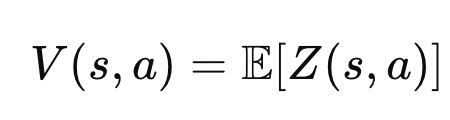 V(s, a) = 𝔼[Z(s, a)]